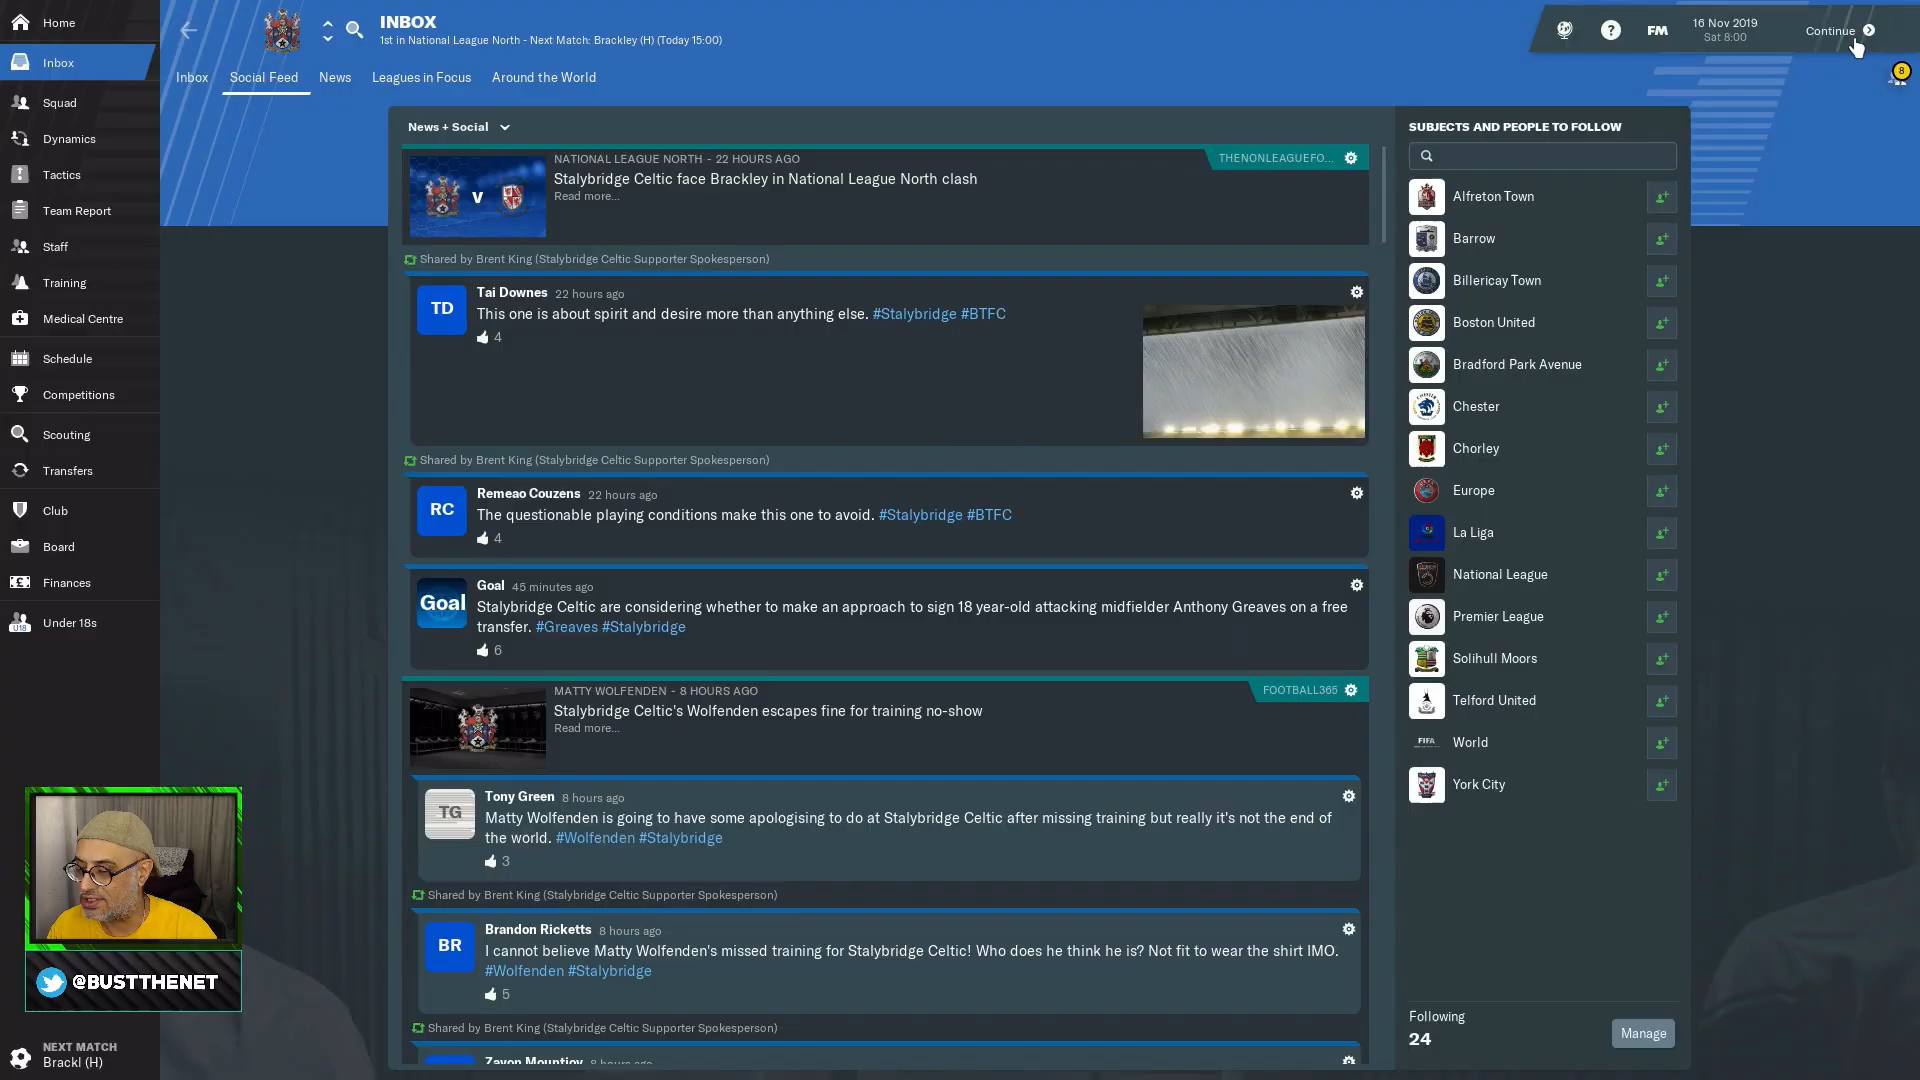 Home
Inbox
Squad
Dynamics
Tactics
Team Report
Staff
Training
Medical Centre
Schedule
Competitions
Scouting
Transfers
Club
Board
Finances
U18
Under 18s
@BUSTTHENET
NEXT MATCH
Brackl (H)
INBOX
1st in National League North - Next Match: Brackley (H) (Today 15:00)
Inbox
Social Feed
News
Leagues in Focus
Around the World
?
FM
16 Nov 2019
Sat 8:00
Continue
8
News + Social
NATIONAL LEAGUE NORTH - 22 HOURS AGO
THENONLEAGUEFO...
V
Stalybridge Celtic face Brackley in National League North clash
Read more...
Shared by Brent King (Stalybridge Celtic Supporter Spokesperson)
TD
Tai Downes 22 hours ago
This one is about spirit and desire more than anything else. #Stalybridge #BTFC
4
Shared by Brent King (Stalybridge Celtic Supporter Spokesperson)
RC
Remeao Couzens 22 hours ago
The questionable playing conditions make this one to avoid. #Stalybridge #BTFC
4
Goal
Goal 45 minutes ago
Stalybridge Celtic are considering whether to make an approach to sign 18 year-old attacking midfielder Anthony Greaves on a free
transfer. #Greaves #Stalybridge
6
MATTY WOLFENDEN - 8 HOURS AGO
FOOTBALL365
Stalybridge Celtic's Wolfenden escapes fine for training no-show
Read more...
TG
Tony Green 8 hours ago
Matty Wolfenden is going to have some apologising to do at Stalybridge Celtic after missing training but really it's not the end of
the world. #Wolfenden #Stalybridge
3
Shared by Brent King (Stalybridge Celtic Supporter Spokesperson)
BR
Brandon Ricketts 8 hours ago
I cannot believe Matty Wolfenden's missed training for Stalybridge Celtic! Who does he think he is? Not fit to wear the shirt IMO.
#Wolfenden #Stalybridge
5
Shared by Brent King (Stalybridge Celtic Supporter Spokesperson)
Zavon Mountjoy 8 hours ago
SUBJECTS AND PEOPLE TO FOLLOW
Alfreton Town
Barrow
Billericay Town
Boston United
Bradford Park Avenue
Chester
Chorley
Europe
La Liga
National League
Premier League
Solihull Moors
Telford United
FIFA
World
York City
Following
24
Manage